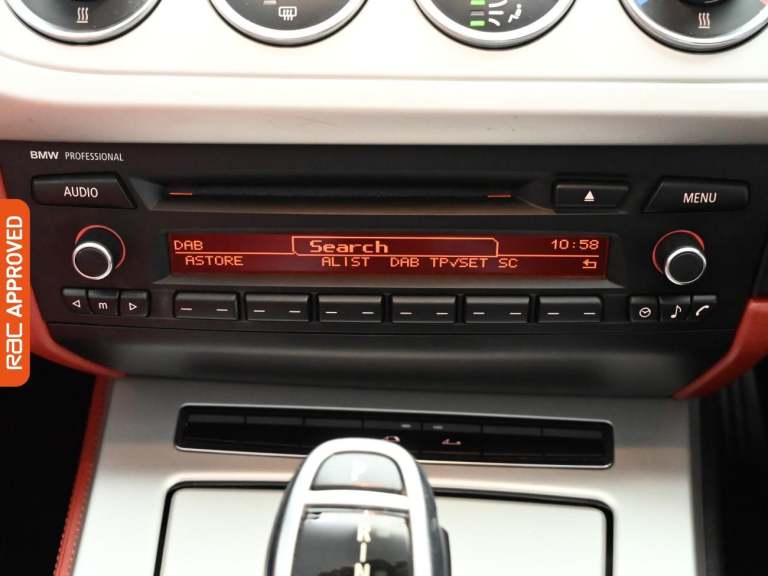 BMW PROFESSIONAL
AUDIO
MENU
DAB Search 10:58
ASTORE ALIST DAB TP√SET SC
m
RAC APPROVED
R
N